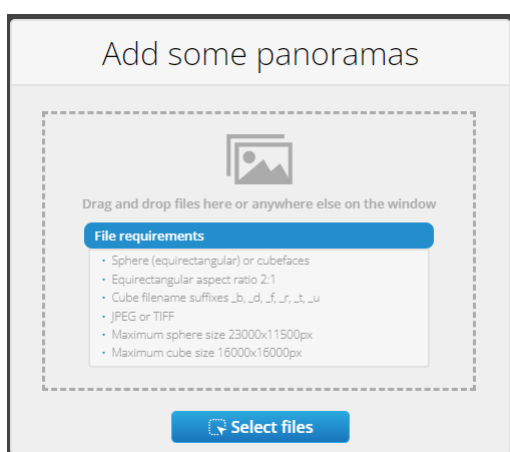 Add some panoramas
Drag and drop files here or anywhere else on the window
File requirements
• Sphere (equirectangular) or cubefaces
• Equirectangular aspect ratio 2:1
• Cube filename suffixes _b, _d, _f, _r, _t, _u
• JPEG or TIFF
• Maximum sphere size 23000x11500px
• Maximum cube size 16000x16000px
Select files